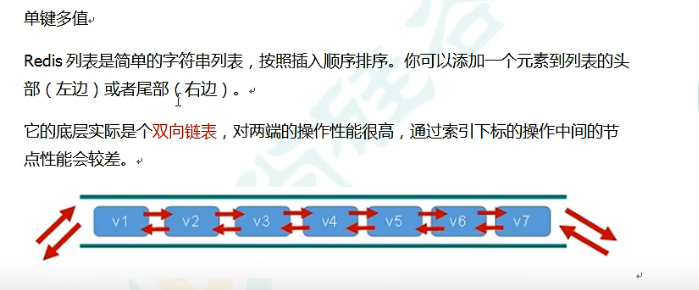 单键多值
Redis 列表是简单的字符串列表，按照插入顺序排序。你可以添加一个元素到列表的头
部（左边）或者尾部（右边）。
它的底层实际是个双向链表，对两端的操作性能很高，通过索引下标的操作中间的节
点性能会较差。
v1 v2 v3 v4 v5 v6 v7